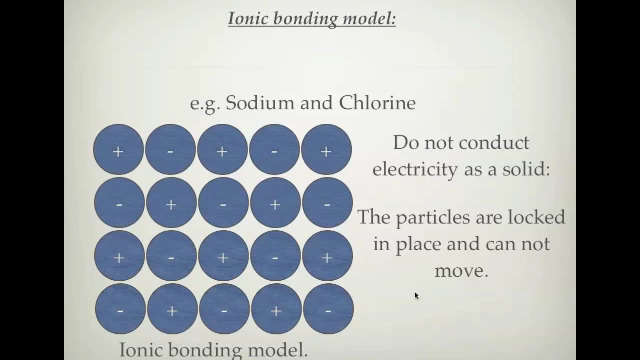 Ionic bonding model:
e.g. Sodium and Chlorine
+ - + - +
- + - + -
+ - + - +
- + - + -
Do not conduct
electricity as a solid:
The particles are locked
in place and can not
move.
Ionic bonding model.